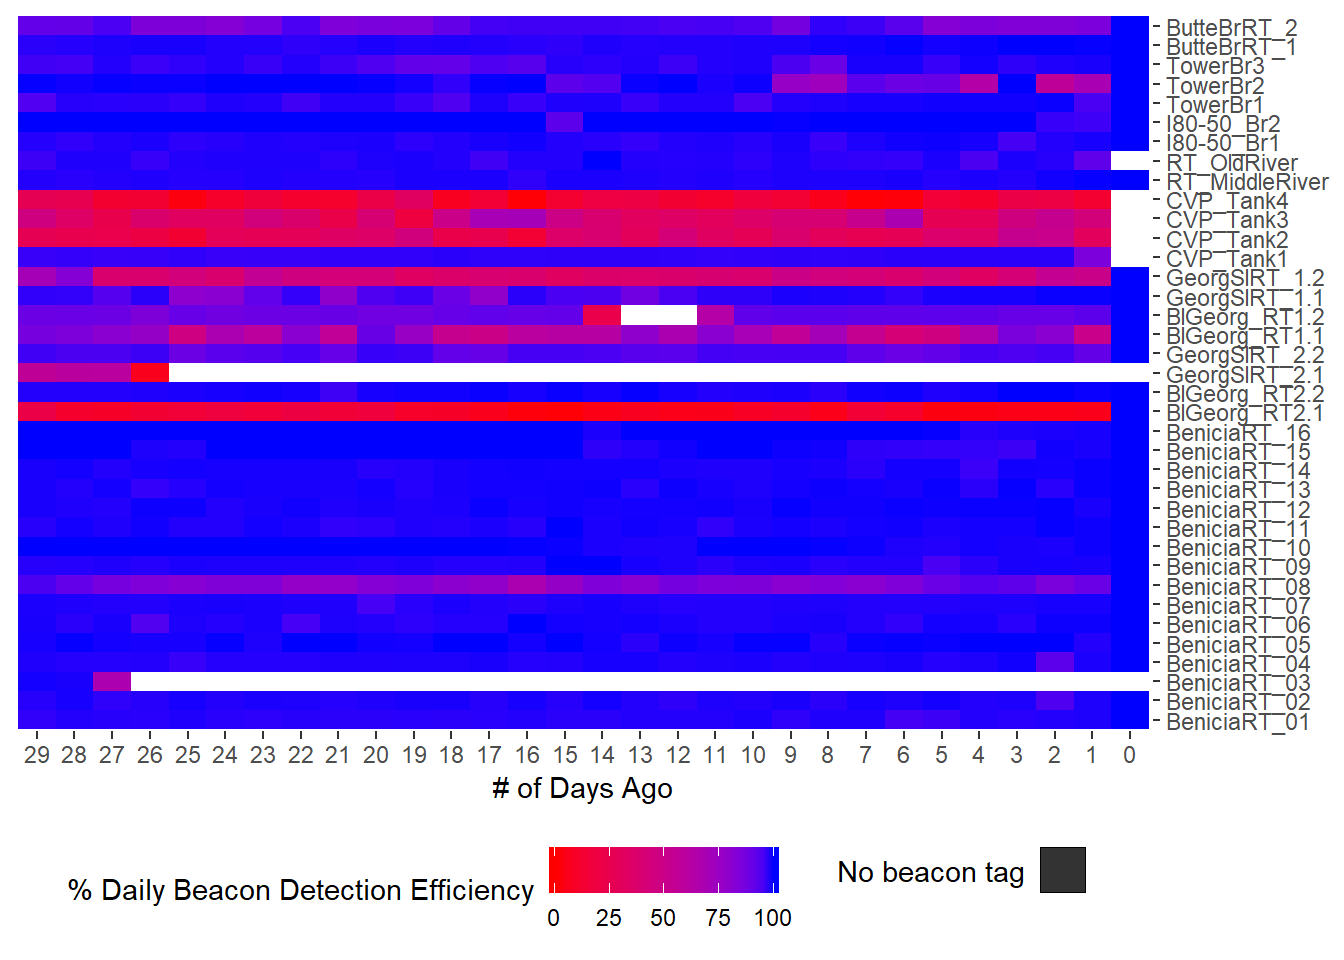 ButteBrRT_2
ButteBrRT_1
TowerBr3
TowerBr2
TowerBr1
I80-50_Br2
I80-50_Br1
RT_OldRiver
RT_MiddleRiver
CVP_Tank4
CVP_Tank3
CVP_Tank2
CVP_Tank1
GeorgSlRT_1.2
GeorgSlRT_1.1
BlGeorg_RT1.2
BlGeorg_RT1.1
GeorgSlRT_2.2
GeorgSlRT_2.1
BlGeorg_RT2.2
BlGeorg_RT2.1
BeniciaRT_16
BeniciaRT_15
BeniciaRT_14
BeniciaRT_13
BeniciaRT_12
BeniciaRT_11
BeniciaRT_10
BeniciaRT_09
BeniciaRT_08
BeniciaRT_07
BeniciaRT_06
BeniciaRT_05
BeniciaRT_04
BeniciaRT_03
BeniciaRT_02
BeniciaRT_01
29 28 27 26 25 24 23 22 21 20 19 18 17 16 15 14 13 12 11 10 9 8 7 6 5 4 3 2 1 0
# of Days Ago
% Daily Beacon Detection Efficiency
0 25 50 75 100
No beacon tag